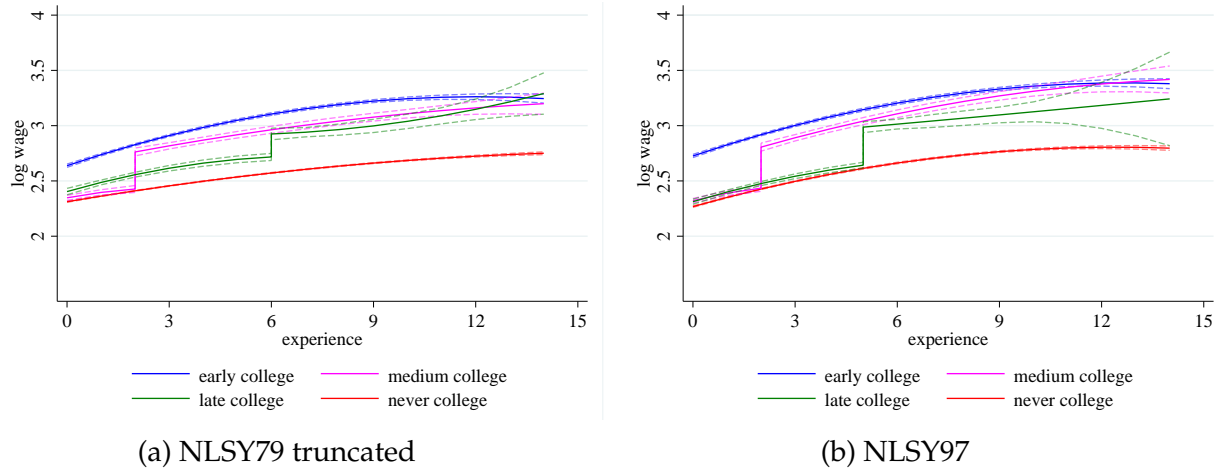 4
3.5
3
2.5
2
log wage
0 3 6 9 12 15
experience
early college medium college
late college never college
(a) NLSY79 truncated
4
3.5
3
2.5
2
log wage
0 3 6 9 12 15
experience
early college medium college
late college never college
(b) NLSY97